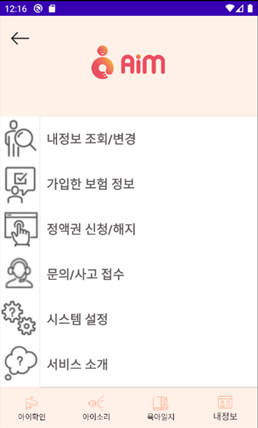 12:16
AiM
내정보 조회/변경
가입한 보험 정보
정액권 신청/해지
문의/사고 접수
시스템 설정
서비스 소개
아이확인 아이소리 육아일지 내정보